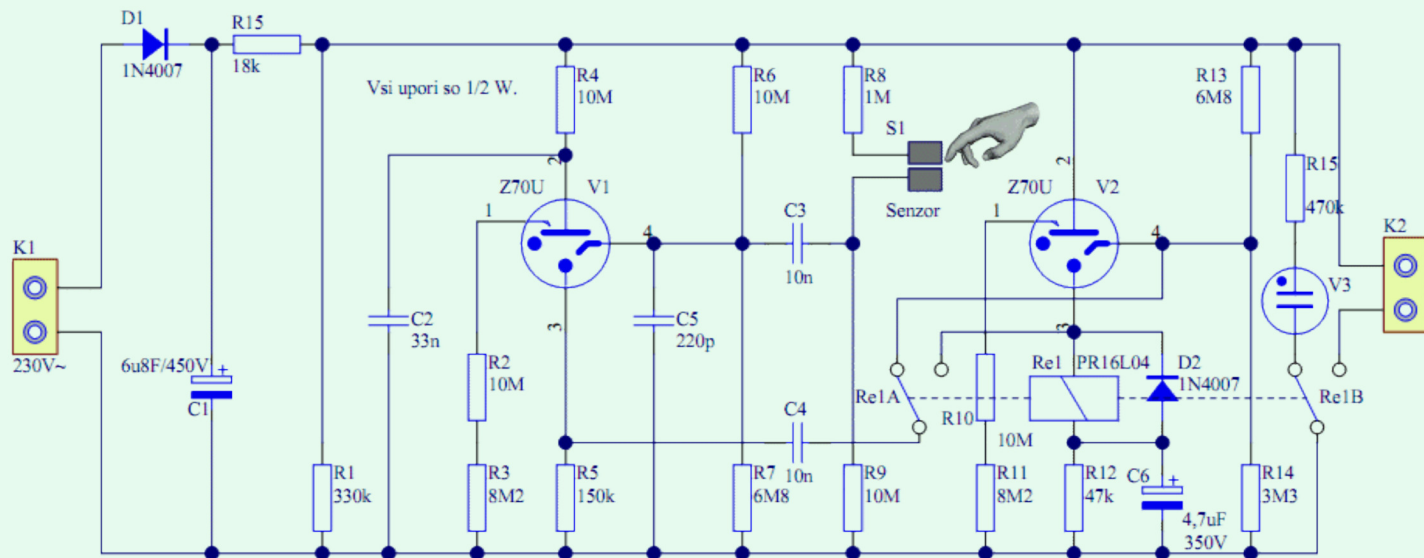 D1
1N4007
R15
18k
Vsi upori so 1/2 W.
R4
10M
R6
10M
R8
1M
R13
6M8
S1
Senzor
2
Z70U
V1
1
4
3
2
Z70U
V2
1
4
3
R15
470k
K2
V3
K1
230V~
C3
10n
C2
33n
C5
220p
R2
10M
6u8F/450V
+
C1
Re1
PR16L04
D2
1N4007
Re1A
Re1B
R10
10M
C4
10n
R1
330k
R3
8M2
R5
150k
R7
6M8
R9
10M
R11
8M2
R12
47k
C6
+
4,7uF
350V
R14
3M3